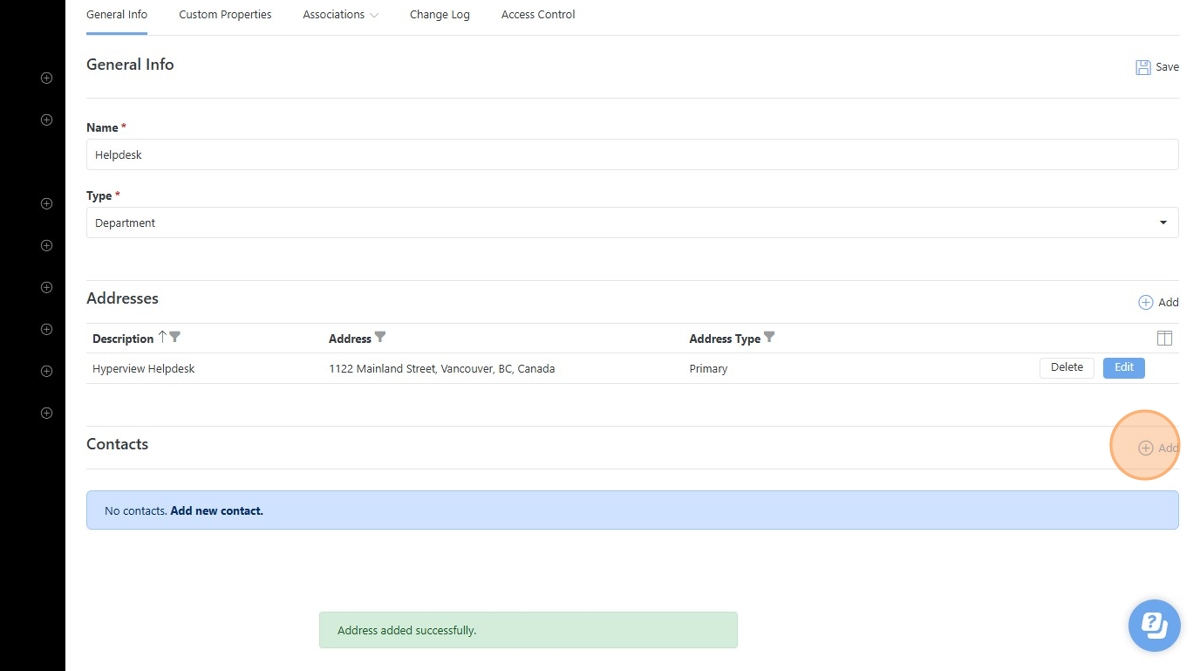 General Info Custom Properties Associations Change Log Access Control
General Info
Save
Name *
Helpdesk
Type *
Department
Addresses
Add
Description Address Address Type
Hyperview Helpdesk 1122 Mainland Street, Vancouver, BC, Canada Primary Delete Edit
Contacts
Add
No contacts. Add new contact.
Address added successfully.